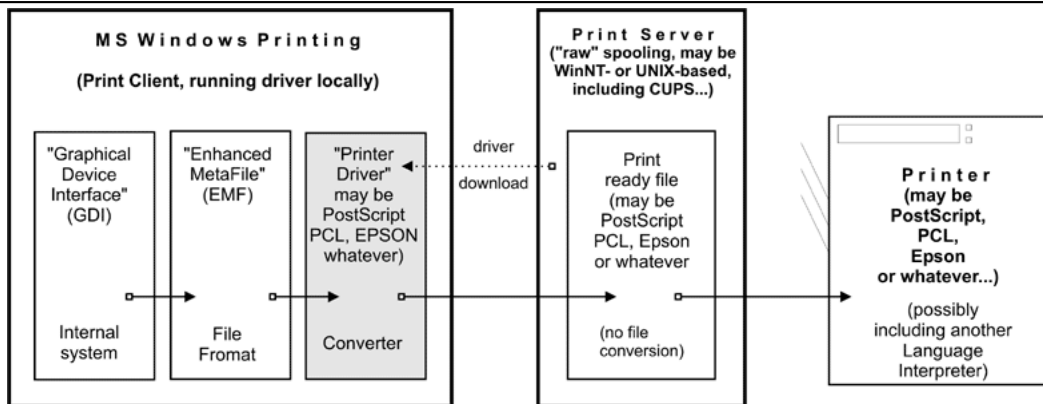 MS Windows Printing
(Print Client, running driver locally)
"Graphical
Device
Interface"
(GDI)
Internal
system
"Enhanced
MetaFile"
(EMF)
File
Fromat
"Printer
Driver"
may be
PostScript
PCL, EPSON
whatever)
Converter
driver
download
Print Server
("raw" spooling, may be
WinNT- or UNIX-based,
including CUPS...)
Print
ready file
(may be
PostScript
PCL, Epson
or whatever
(no file
conversion)
Printer
(may be
PostScript,
PCL,
Epson
or whatever...)
(possibly
including another
Language
Interpreter)